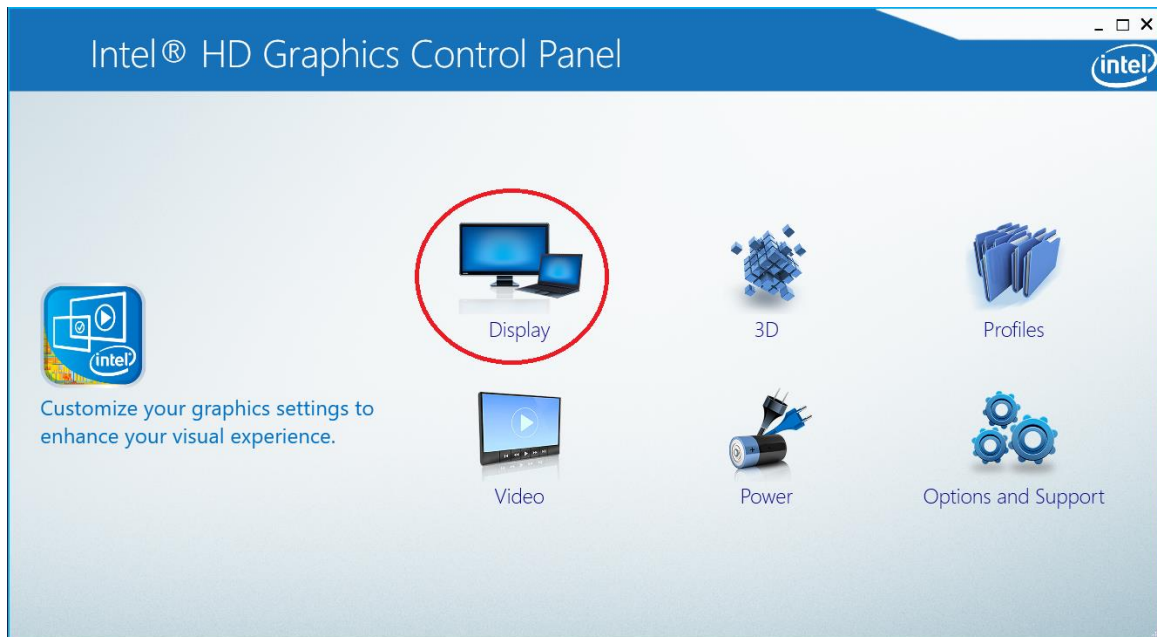 Intel® HD Graphics Control Panel
intel
Display
3D
Profiles
intel
Customize your graphics settings to
enhance your visual experience.
Video
Power
Options and Support